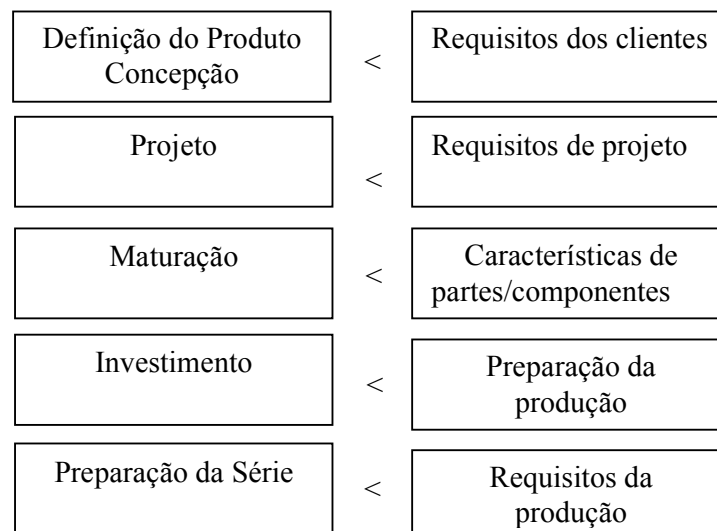 Definição do Produto
Concepção
<
Requisitos dos clientes
Projeto
<
Requisitos de projeto
Maturação
<
Características de
partes/componentes
Investimento
<
Preparação da
produção
Preparação da Série
<
Requisitos da
produção